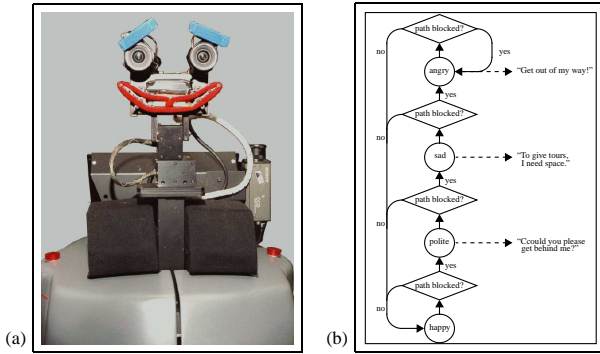 (a)
(b)
path blocked?
no
yes
angry
"Get out of my way!"
yes
path blocked?
no
sad
"To give tours,
I need space."
yes
path blocked?
no
polite
"Ccould you please
get behind me?"
yes
path blocked?
no
happy